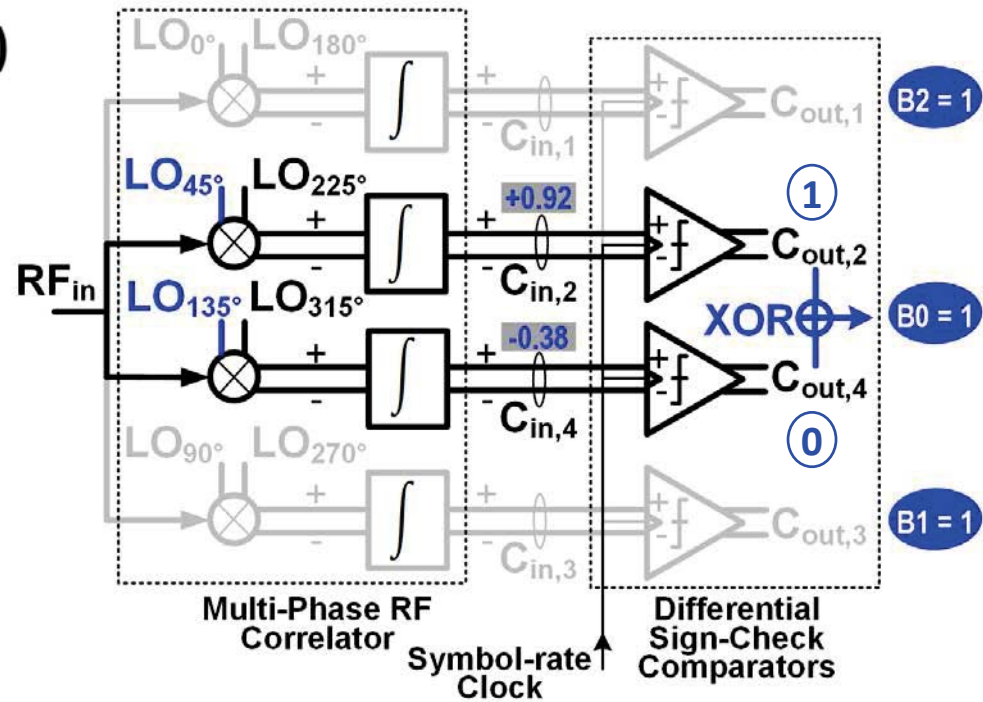 )
LO0° LO180°
+
-
∫
+
-
Cin,1
+
-
Cout,1
B2 = 1
LO45° LO225°
+
-
∫
+
-
+0.92
Cin,2
+
-
1
Cout,2
RFin
XOR
B0 = 1
LO135° LO315°
+
-
∫
+
-
-0.38
Cin,4
+
-
Cout,4
0
LO90° LO270°
+
-
∫
+
-
Cin,3
+
-
Cout,3
B1 = 1
Multi-Phase RF
Correlator
Symbol-rate
Clock
Differential
Sign-Check
Comparators